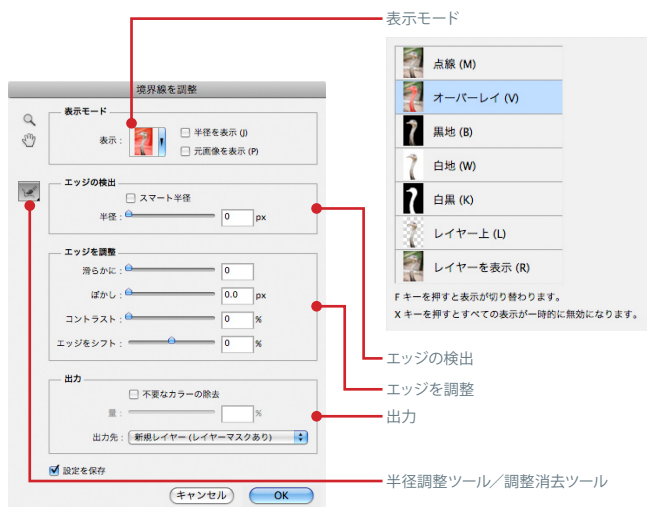 表示モード
境界線を調整
表示モード
表示：
半径を表示 (J)
元画像を表示 (P)
エッジの検出
スマート半径
半径： 0 px
エッジを調整
滑らかに： 0
ぼかし： 0.0 px
コントラスト： 0 %
エッジをシフト： 0 %
出力
不要なカラーの除去
量： %
出力先： 新規レイヤー (レイヤーマスクあり)
設定を保存
キャンセル OK
点線 (M)
オーバーレイ (V)
黒地 (B)
白地 (W)
白黒 (K)
レイヤー上 (L)
レイヤーを表示 (R)
F キーを押すと表示が切り替わります。
X キーを押すとすべての表示が一時的に無効になります。
エッジの検出
エッジを調整
出力
半径調整ツール／調整消去ツール